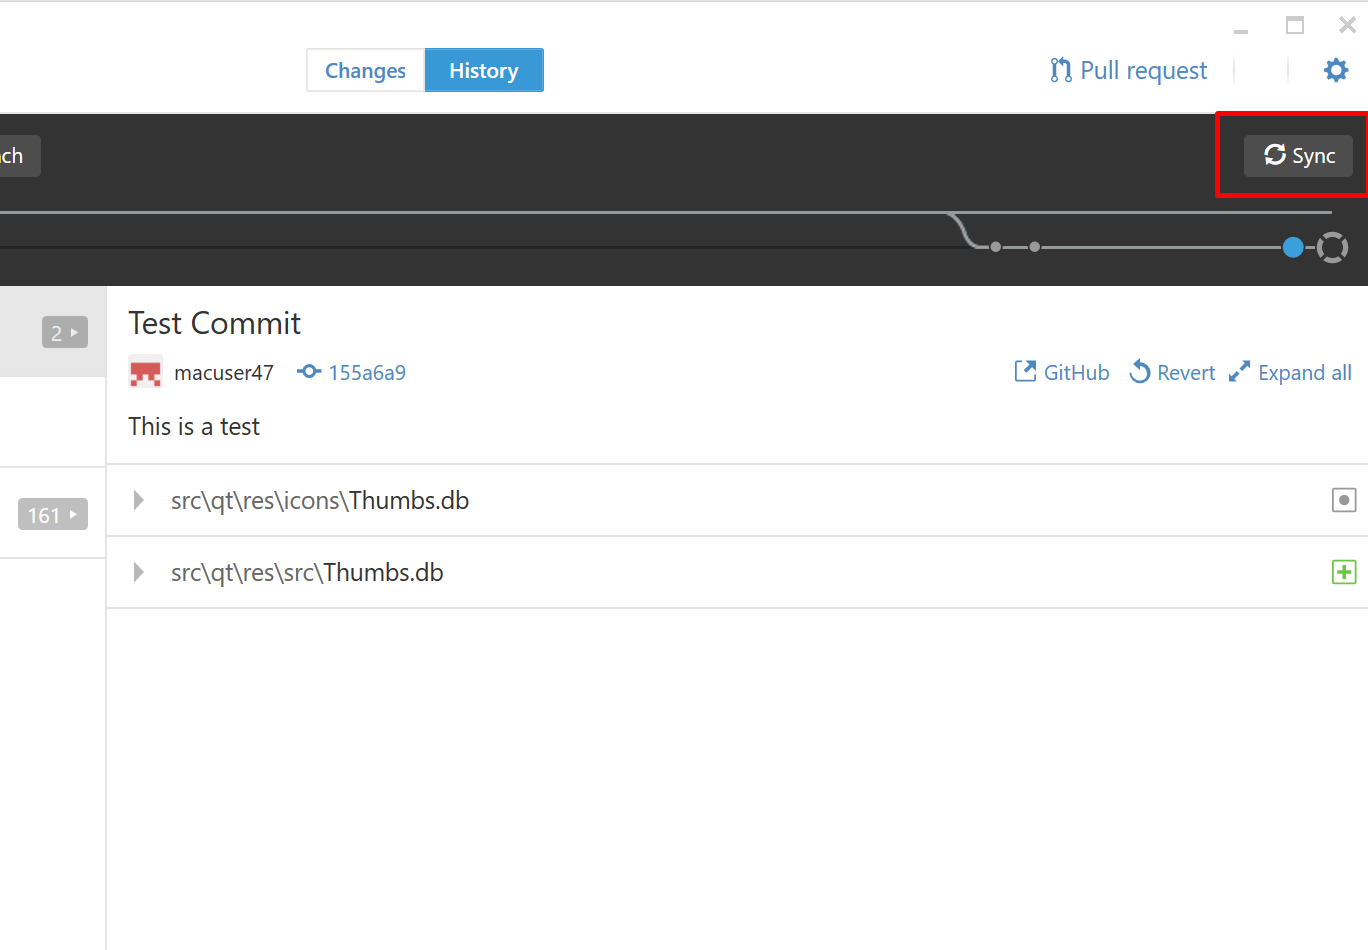 Changes History Pull request
ch Sync
2
Test Commit
macuser47 155a6a9 GitHub Revert Expand all
This is a test
src\qt\res\icons\Thumbs.db
161
src\qt\res\src\Thumbs.db